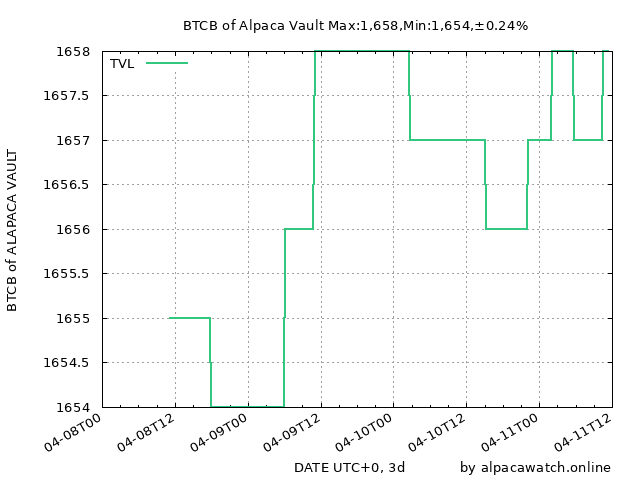 BTCB of Alpaca Vault Max:1,658,Min:1,654,±0.24%
TVL
1658
1657.5
1657
1656.5
1656
1655.5
1655
1654.5
1654
BTCB of ALAPACA VAULT
04-08T00
04-08T12
04-09T00
04-09T12
04-10T00
04-10T12
04-11T00
04-11T12
DATE UTC+0, 3d
by alpacawatch.online